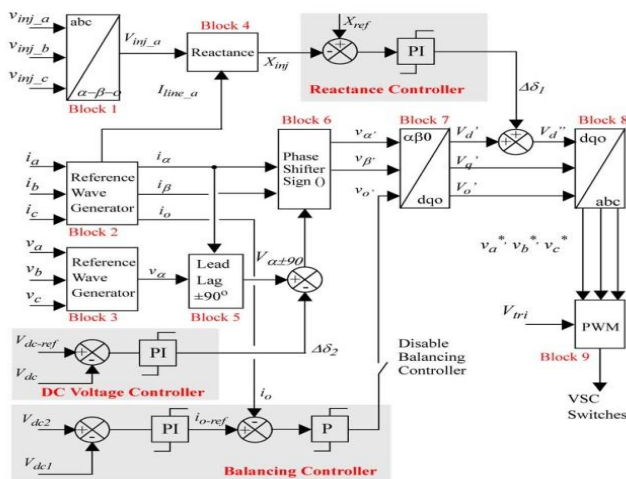 v_inj_a
v_inj_b
v_inj_c
abc
α-β-o
Block 1
V_inj_a
Block 4
Reactance
I_line_a
X_inj
X_ref
+
-
PI
Reactance Controller
Δδ_1
i_a
i_b
i_c
Reference
Wave
Generator
Block 2
i_α
i_β
i_o
Block 6
Phase
Shifter
Sign ()
v_α'
v_β'
v_o'
Block 7
αβ0
dqo
V_d'
V_q'
V_o'
+
+
V_d''
Block 8
dqo
abc
v_a*, v_b*, v_c*
v_a
v_b
v_c
Reference
Wave
Generator
Block 3
v_α
Lead
Lag
±90°
Block 5
V_α±90
+
-
V_tri
PWM
Block 9
VSC
Switches
V_dc-ref
V_dc
+
-
PI
DC Voltage Controller
Δδ_2
Disable
Balancing
Controller
i_o
V_dc2
V_dc1
+
-
PI
i_o-ref
+
-
P
Balancing Controller